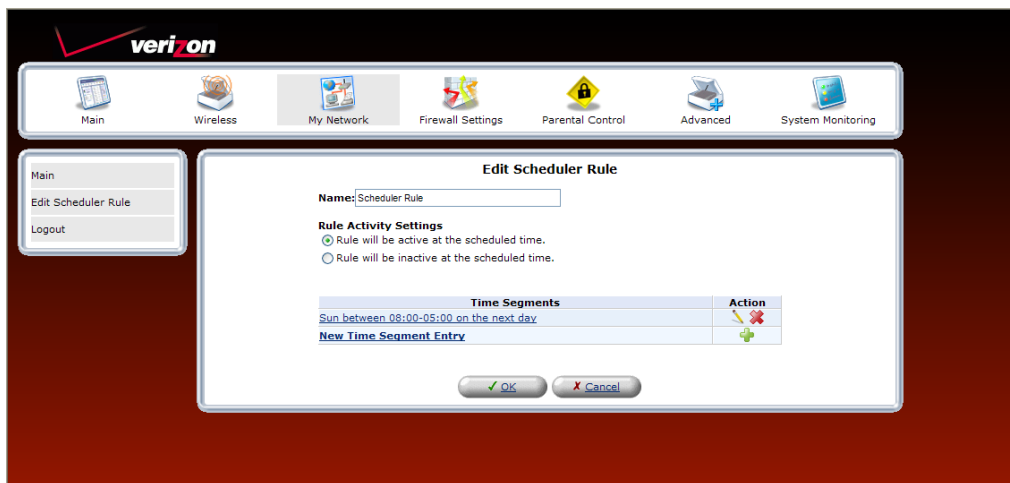 verizon
Main
Wireless
My Network
Firewall Settings
Parental Control
Advanced
System Monitoring
Main
Edit Scheduler Rule
Logout
Edit Scheduler Rule
Name: Scheduler Rule
Rule Activity Settings
Rule will be active at the scheduled time.
Rule will be inactive at the scheduled time.
Time Segments Action
Sun between 08:00-05:00 on the next day
New Time Segment Entry
OK Cancel